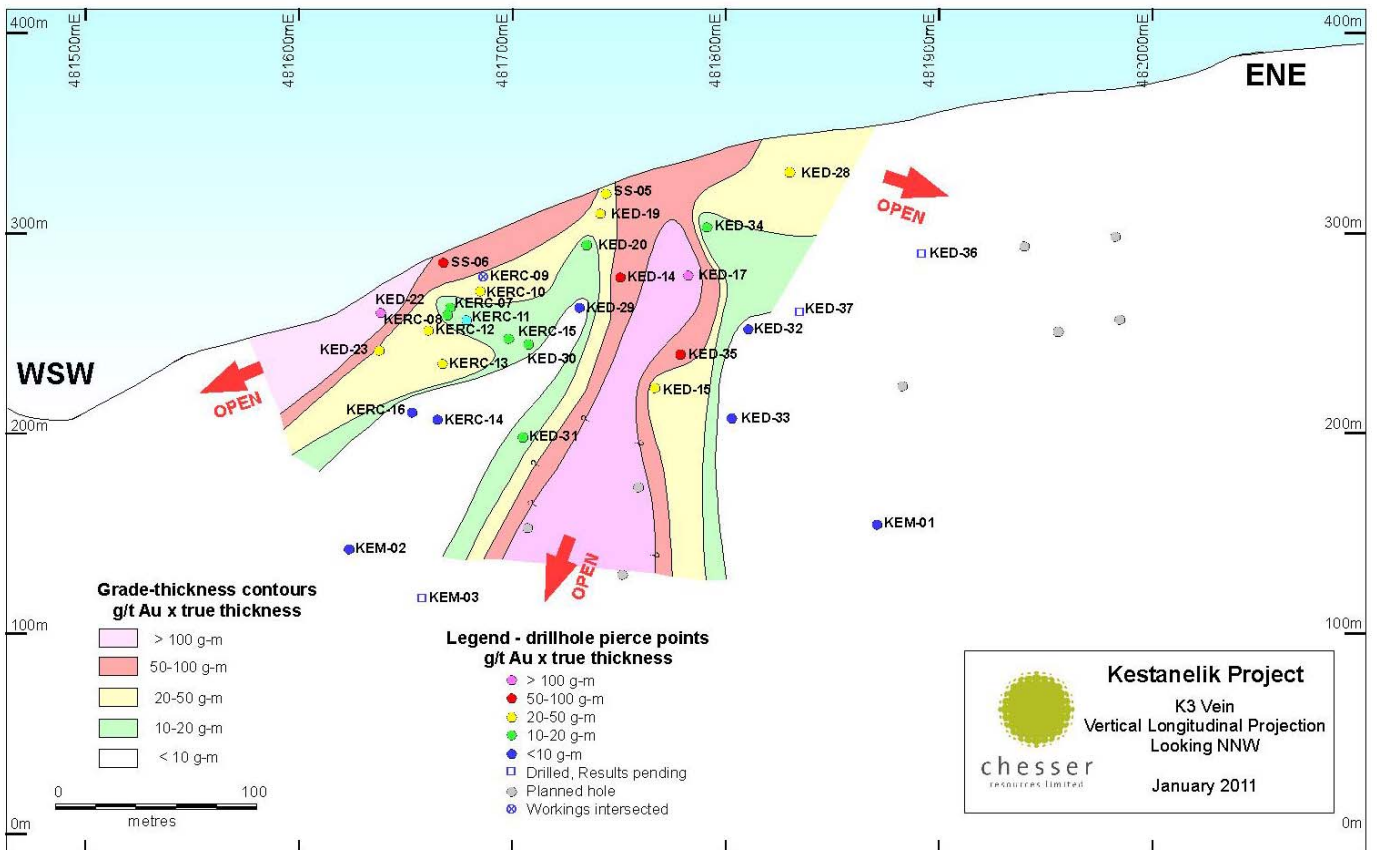 400m
481500mE
481600mE
481700mE
481800mE
481900mE
482000mE
400m
ENE
KED-28
SS-05
OPEN
KED-19
300m
KED-34
300m
KED-20
KED-36
SS-06
KERC-09
KED-14
KED-17
KERC-10
KED-22
KERC-07
KED-29
KED-37
KERC-08
KERC-11
KERC-12
KERC-15
KED-32
KED-23
KED-30
KED-35
WSW
KERC-13
OPEN
KED-15
KERC-16
KERC-14
KED-33
200m
KED-31
200m
KEM-01
KEM-02
OPEN
KEM-03
100m
100m
Grade-thickness contours
g/t Au x true thickness
> 100 g-m
50-100 g-m
20-50 g-m
10-20 g-m
< 10 g-m
0 100
metres
Legend - drillhole pierce points
g/t Au x true thickness
> 100 g-m
50-100 g-m
20-50 g-m
10-20 g-m
<10 g-m
Drilled, Results pending
Planned hole
Workings intersected
Kestanelik Project
K3 Vein
Vertical Longitudinal Projection
Looking NNW
January 2011
chesser
resources limited
0m
0m